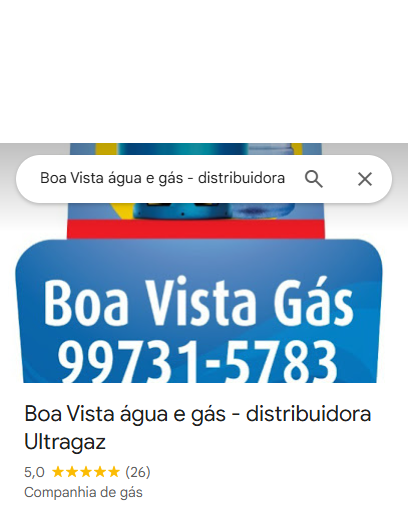 Boa Vista água e gás - distribuidora
Boa Vista Gás
99731-5783
Boa Vista água e gás - distribuidora
Ultragaz
5,0 ★★★★★ (26)
Companhia de gás